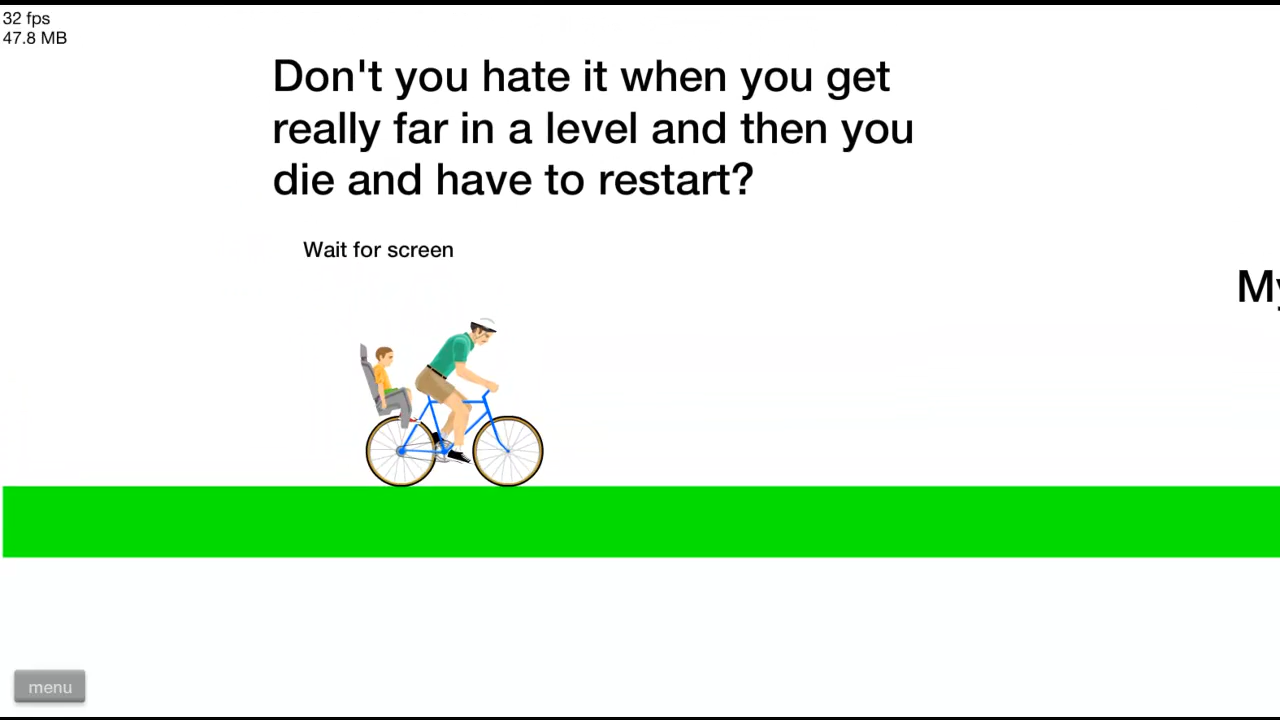 32 fps
47.8 MB
Don't you hate it when you get
really far in a level and then you
die and have to restart?
Wait for screen
My
menu